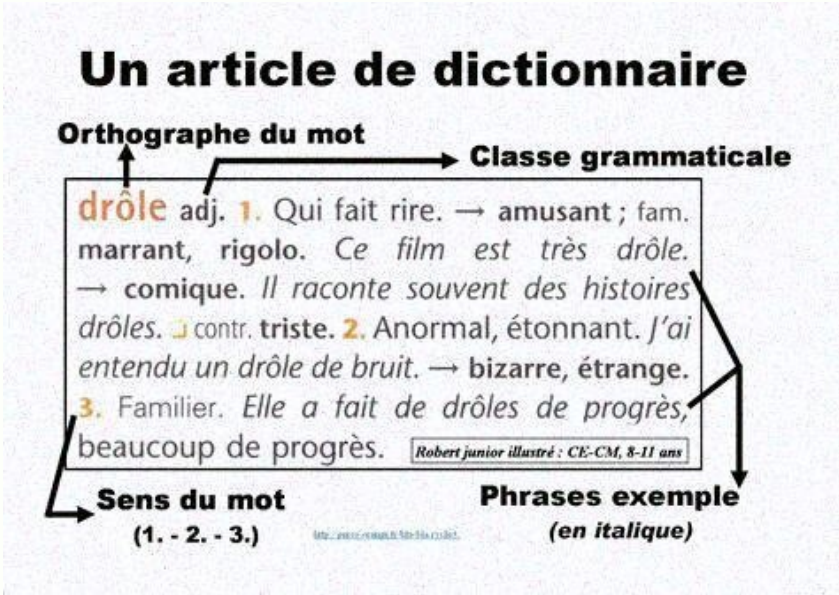 Un article de dictionnaire
Orthographe du mot
Classe grammaticale
drôle adj. 1. Qui fait rire. → amusant ; fam.
marrant, rigolo. Ce film est très drôle.
→ comique. Il raconte souvent des histoires
drôles. ❑ contr. triste. 2. Anormal, étonnant. J'ai
entendu un drôle de bruit. → bizarre, étrange.
3. Familier. Elle a fait de drôles de progrès,
beaucoup de progrès.
Robert junior illustré : CE-CM, 8-11 ans
Sens du mot
(1. - 2. - 3.)
Phrases exemple
(en italique)